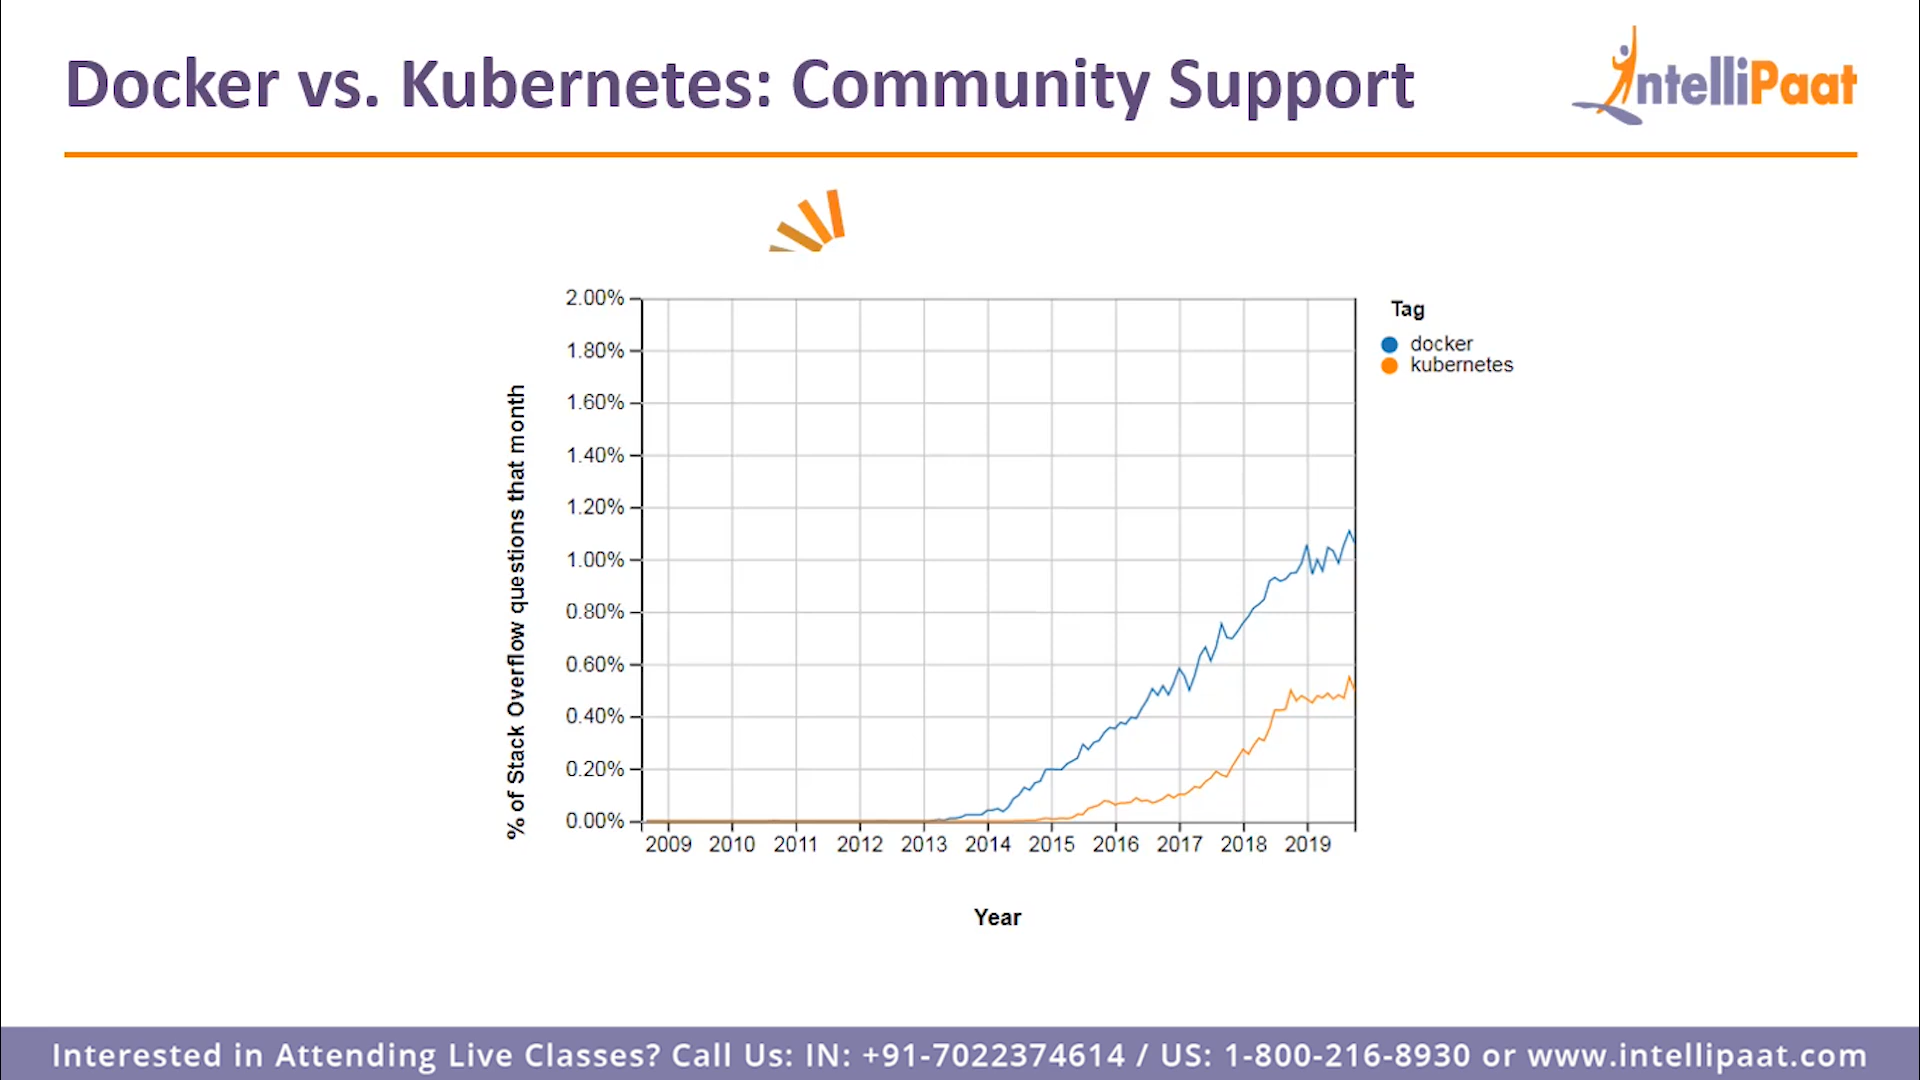 Docker vs. Kubernetes: Community Support
IntelliPaat
2.00%
1.80%
1.60%
1.40%
1.20%
1.00%
0.80%
0.60%
0.40%
0.20%
0.00%
% of Stack Overflow questions that month
2009 2010 2011 2012 2013 2014 2015 2016 2017 2018 2019
Year
Tag
docker
kubernetes
Interested in Attending Live Classes? Call Us: IN: +91-7022374614 / US: 1-800-216-8930 or www.intellipaat.com